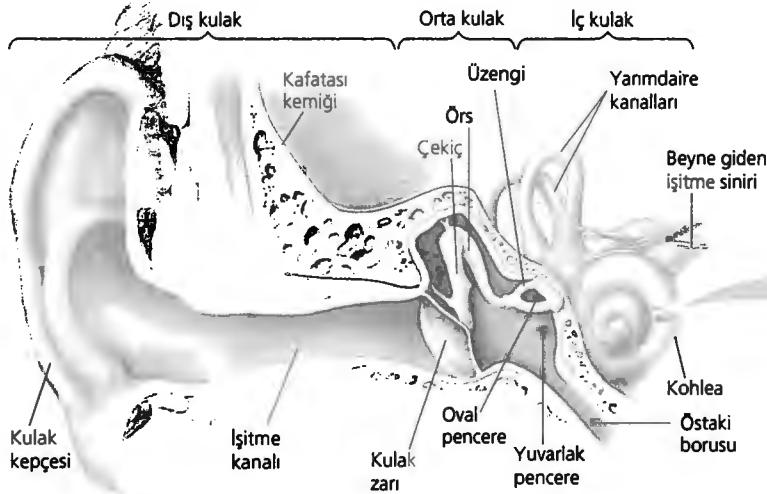 Dış kulak
Orta kulak
İç kulak
Kafatası
kemiği
Üzengi
Örs
Çekiç
Yarımdaire
kanalları
Beyne giden
işitme siniri
Kulak
kepçesi
İşitme
kanalı
Kulak
zarı
Oval
pencere
Yuvarlak
pencere
Östaki
borusu
Kohlea